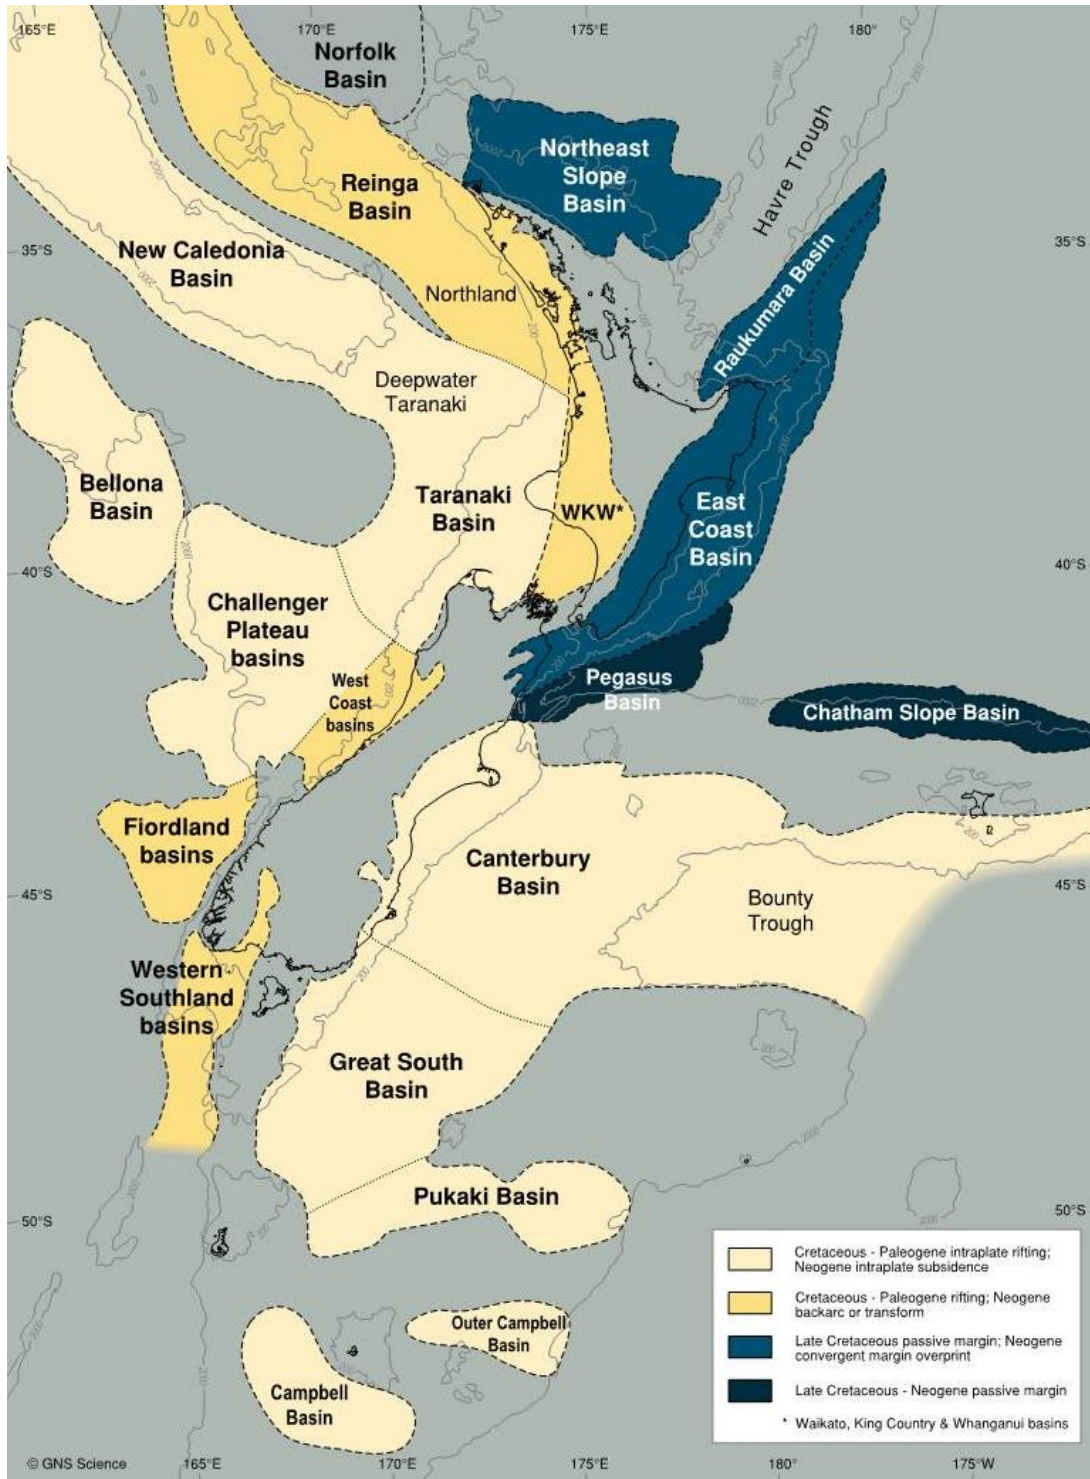 165°E
170°E
175°E
180°
Norfolk
Basin
Northeast
Slope
Basin
Havre Trough
Reinga
Basin
35°S
35°S
New Caledonia
Basin
Raukumara Basin
Northland
Deepwater
Taranaki
Bellona
Basin
Taranaki
Basin
WKW*
East
Coast
Basin
40°S
40°S
Challenger
Plateau
basins
West
Coast
basins
Pegasus
Basin
Chatham Slope Basin
Fiordland
basins
Canterbury
Basin
Bounty
Trough
45°S
45°S
Western
Southland
basins
Great South
Basin
Pukaki Basin
50°S
50°S
Outer Campbell
Basin
Campbell
Basin
Cretaceous - Paleogene intraplate rifting;
Neogene intraplate subsidence
Cretaceous - Paleogene rifting; Neogene
backarc or transform
Late Cretaceous passive margin; Neogene
convergent margin overprint
Late Cretaceous - Neogene passive margin
* Waikato, King Country & Whanganui basins
© GNS Science
165°E
170°E
175°E
180°
175°W